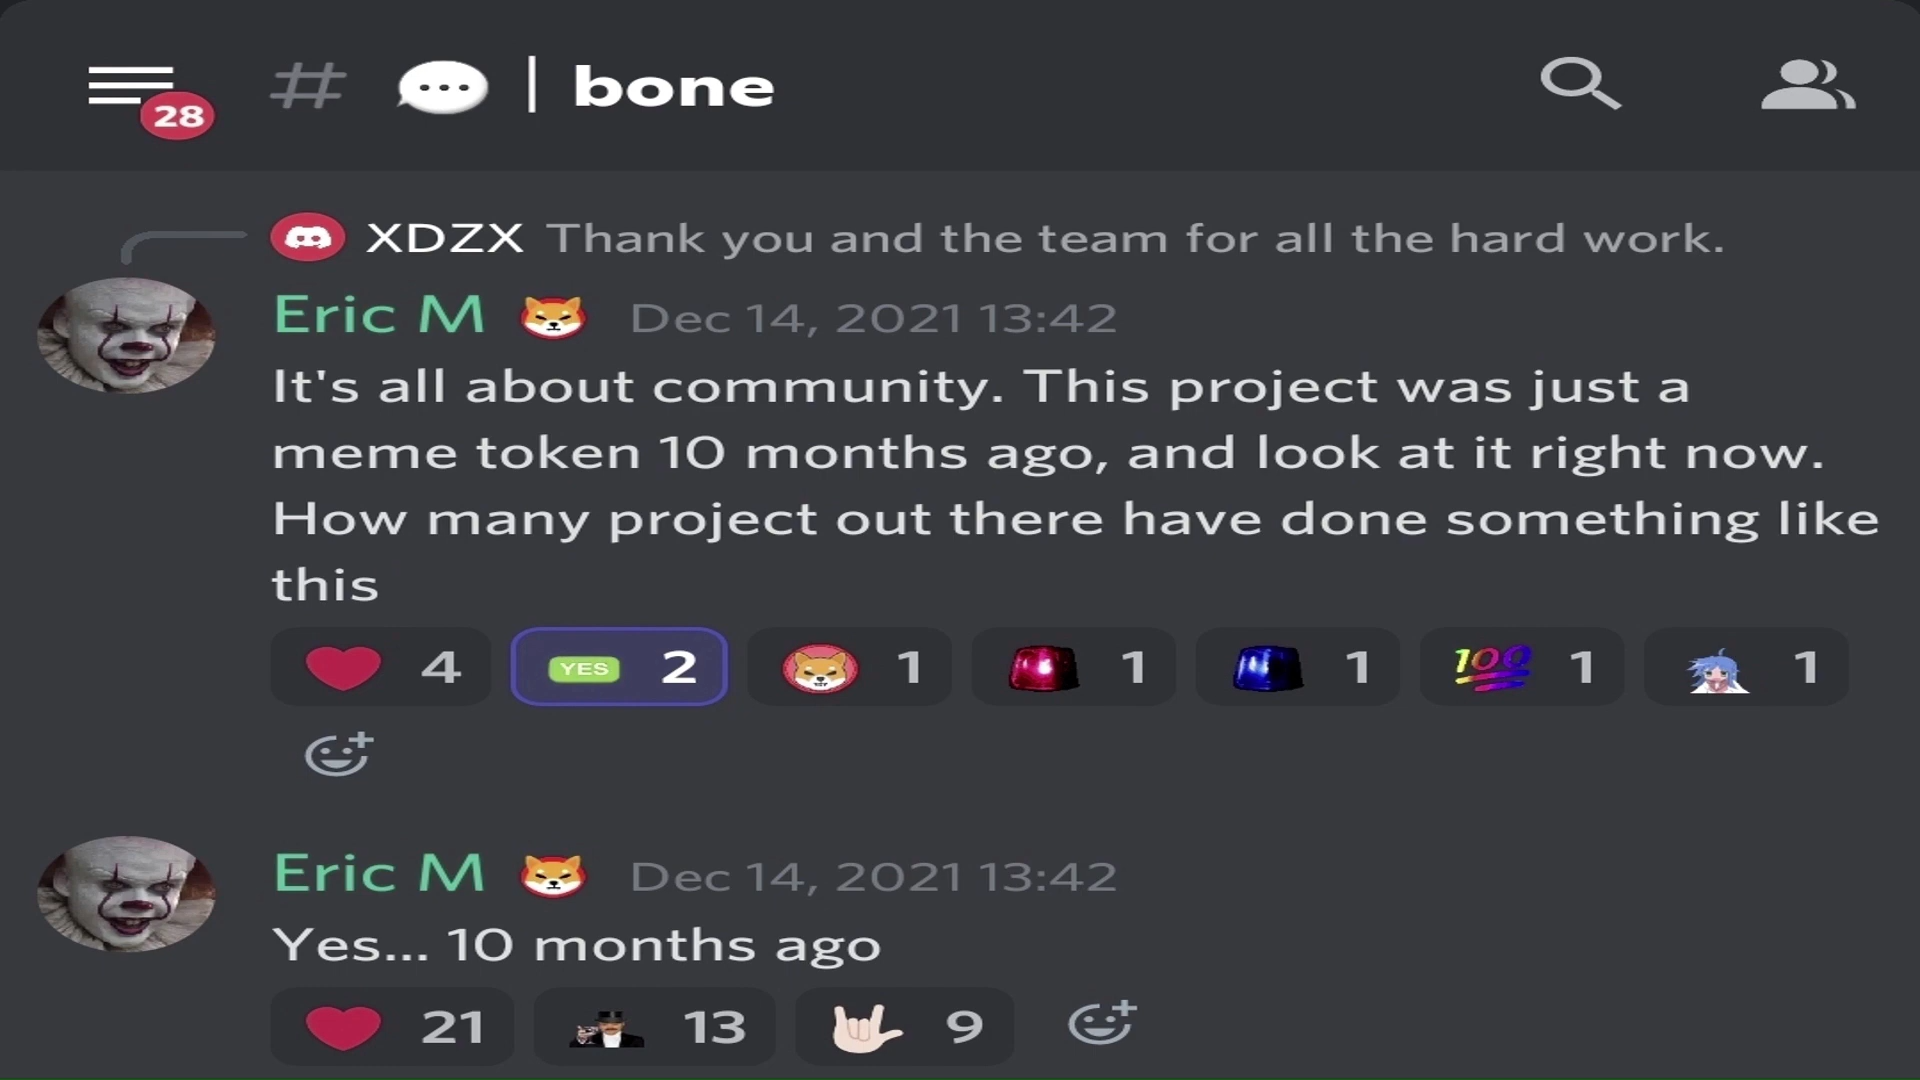 28
# | bone
XDZX Thank you and the team for all the hard work.
Eric M Dec 14, 2021 13:42
It's all about community. This project was just a
meme token 10 months ago, and look at it right now.
How many project out there have done something like
this
4 YES 2 1 1 1 100 1 1
Eric M Dec 14, 2021 13:42
Yes... 10 months ago
21 13 9